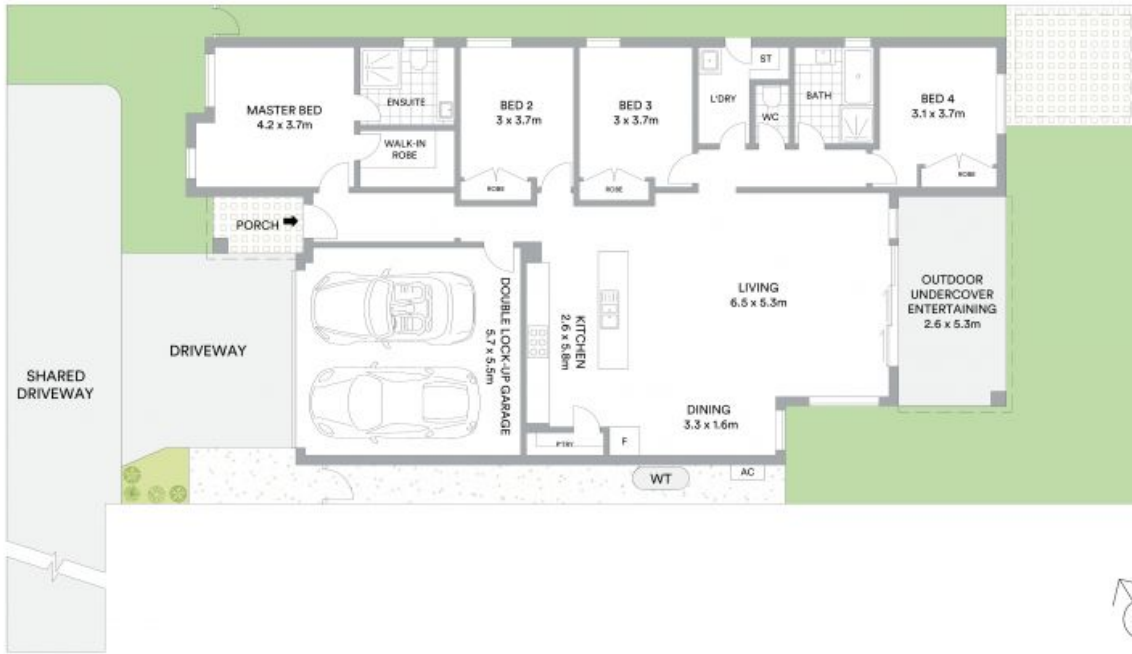 MASTER BED
4.2 x 3.7m
ENSUITE
WALK-IN
ROBE
BED 2
3 x 3.7m
ROBE
BED 3
3 x 3.7m
ROBE
L'DRY
ST
WC
BATH
BED 4
3.1 x 3.7m
ROBE
PORCH
DRIVEWAY
SHARED
DRIVEWAY
DOUBLE LOCK-UP GARAGE
5.7 x 5.5m
KITCHEN
2.6 x 5.8m
LIVING
6.5 x 5.3m
OUTDOOR
UNDERCOVER
ENTERTAINING
2.6 x 5.3m
DINING
3.3 x 1.6m
PTRY
F
WT
AC